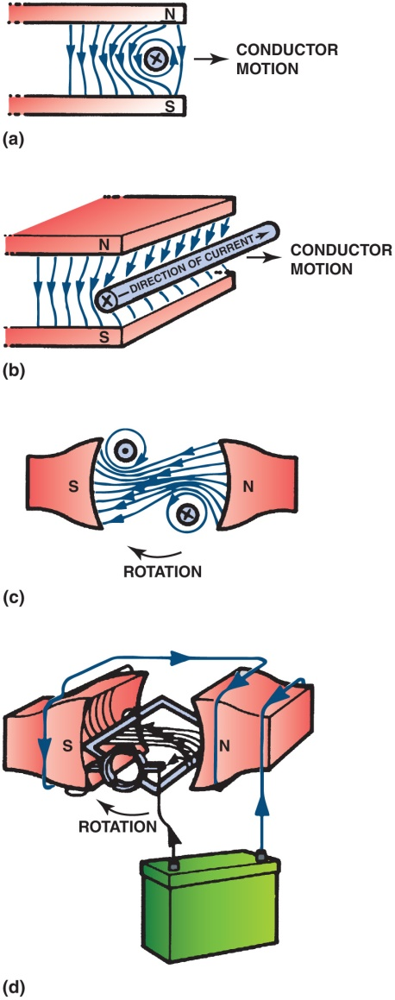 N
CONDUCTOR
MOTION
S
(a)
N
DIRECTION OF CURRENT
CONDUCTOR
MOTION
S
(b)
S
N
ROTATION
(c)
S
N
ROTATION
(d)